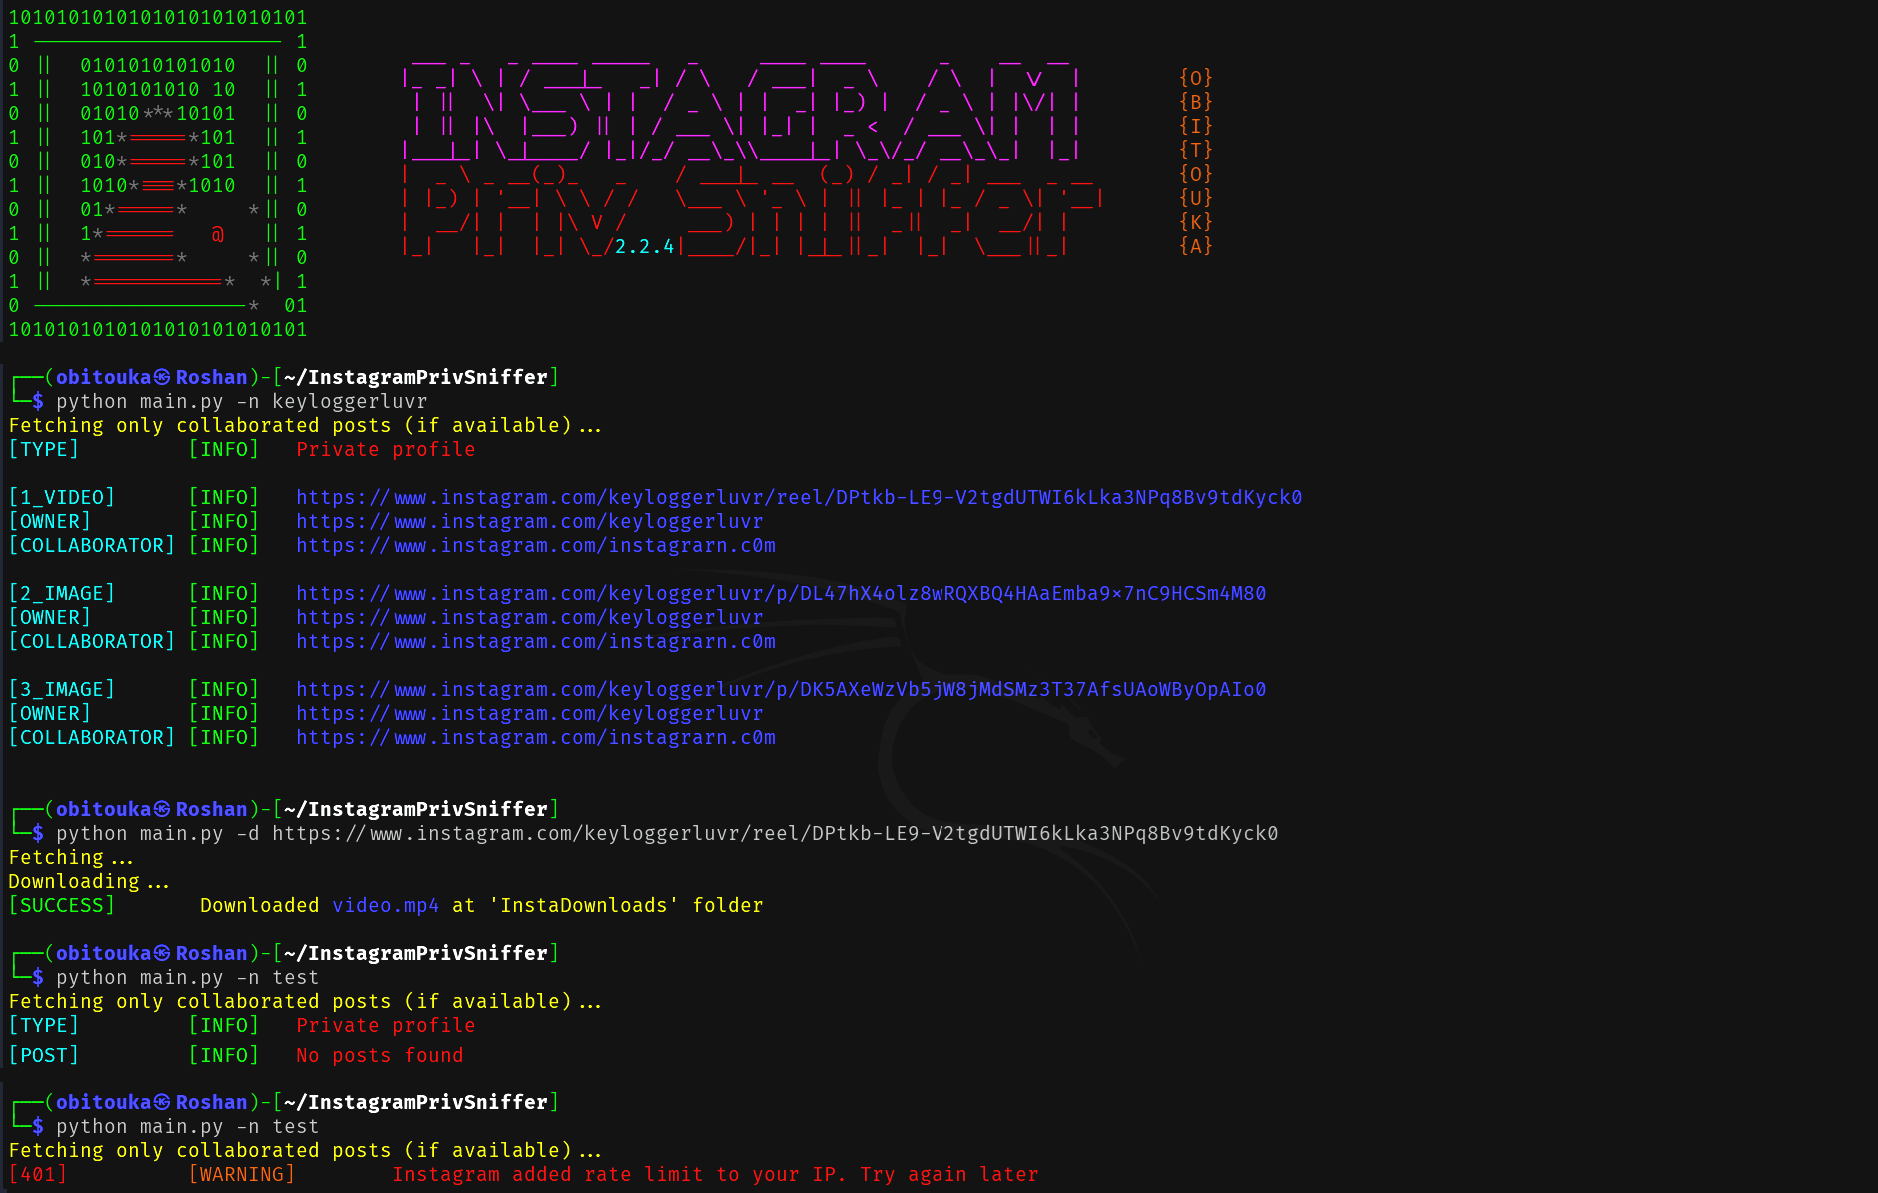 1010101010101010101010101
1 ─────────────────── 1
0 || 0101010101010 || 0
1 || 1010101010 10 || 1
0 || 01010***10101 || 0
1 || 101*=====*101 || 1
0 || 010*=====*101 || 0
1 || 1010*===*1010 || 1
0 || 01*=====* *|| 0
1 || 1*====== @ || 1
0 || *=======* *|| 0
1 || *===========* *| 1
0 ─────────────────* 01
1010101010101010101010101
INSTAGRAM
Priv Sniffer
2.2.4
{O}
{B}
{I}
{T}
{O}
{U}
{K}
{A}
┌──(obitouka㉿Roshan)-[~/InstagramPrivSniffer]
└─$ python main.py -n keyloggerluvr
Fetching only collaborated posts (if available)...
[TYPE] [INFO] Private profile
[1_VIDEO] [INFO] https://www.instagram.com/keyloggerluvr/reel/DPtkb-LE9-V2tgdUTWI6kLka3NPq8Bv9tdKyck0
[OWNER] [INFO] https://www.instagram.com/keyloggerluvr
[COLLABORATOR] [INFO] https://www.instagram.com/instagrarn.c0m
[2_IMAGE] [INFO] https://www.instagram.com/keyloggerluvr/p/DL47hX4olz8wRQXBQ4HAaEmba9x7nC9HCSm4M80
[OWNER] [INFO] https://www.instagram.com/keyloggerluvr
[COLLABORATOR] [INFO] https://www.instagram.com/instagrarn.c0m
[3_IMAGE] [INFO] https://www.instagram.com/keyloggerluvr/p/DK5AXeWzVb5jW8jMdSMz3T37AfsUAoWByOpAIo0
[OWNER] [INFO] https://www.instagram.com/keyloggerluvr
[COLLABORATOR] [INFO] https://www.instagram.com/instagrarn.c0m
┌──(obitouka㉿Roshan)-[~/InstagramPrivSniffer]
└─$ python main.py -d https://www.instagram.com/keyloggerluvr/reel/DPtkb-LE9-V2tgdUTWI6kLka3NPq8Bv9tdKyck0
Fetching...
Downloading...
[SUCCESS] Downloaded video.mp4 at 'InstaDownloads' folder
┌──(obitouka㉿Roshan)-[~/InstagramPrivSniffer]
└─$ python main.py -n test
Fetching only collaborated posts (if available)...
[TYPE] [INFO] Private profile
[POST] [INFO] No posts found
┌──(obitouka㉿Roshan)-[~/InstagramPrivSniffer]
└─$ python main.py -n test
Fetching only collaborated posts (if available)...
[401] [WARNING] Instagram added rate limit to your IP. Try again later